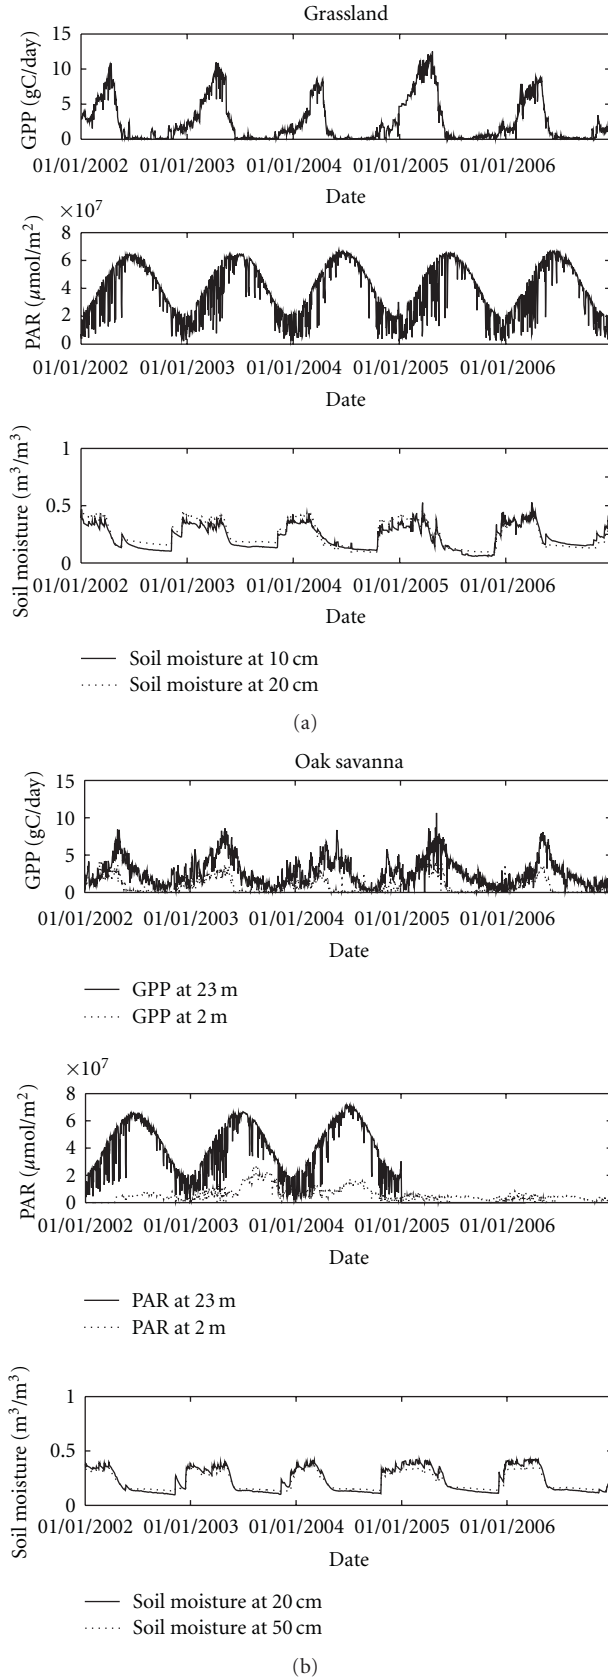 Grassland
15
10
5
0
GPP (gC/day)
01/01/2002 01/01/2003 01/01/2004 01/01/2005 01/01/2006
Date
×10⁷
8
6
4
2
0
PAR (μmol/m²)
01/01/2002 01/01/2003 01/01/2004 01/01/2005 01/01/2006
Date
1
0.5
0
Soil moisture (m³/m³)
01/01/2002 01/01/2003 01/01/2004 01/01/2005 01/01/2006
Date
Soil moisture at 10 cm
Soil moisture at 20 cm
(a)
Oak savanna
15
10
5
0
GPP (gC/day)
01/01/2002 01/01/2003 01/01/2004 01/01/2005 01/01/2006
Date
GPP at 23 m
GPP at 2 m
×10⁷
8
6
4
2
0
PAR (μmol/m²)
01/01/2002 01/01/2003 01/01/2004 01/01/2005 01/01/2006
Date
PAR at 23 m
PAR at 2 m
1
0.5
0
Soil moisture (m³/m³)
01/01/2002 01/01/2003 01/01/2004 01/01/2005 01/01/2006
Date
Soil moisture at 20 cm
Soil moisture at 50 cm
(b)